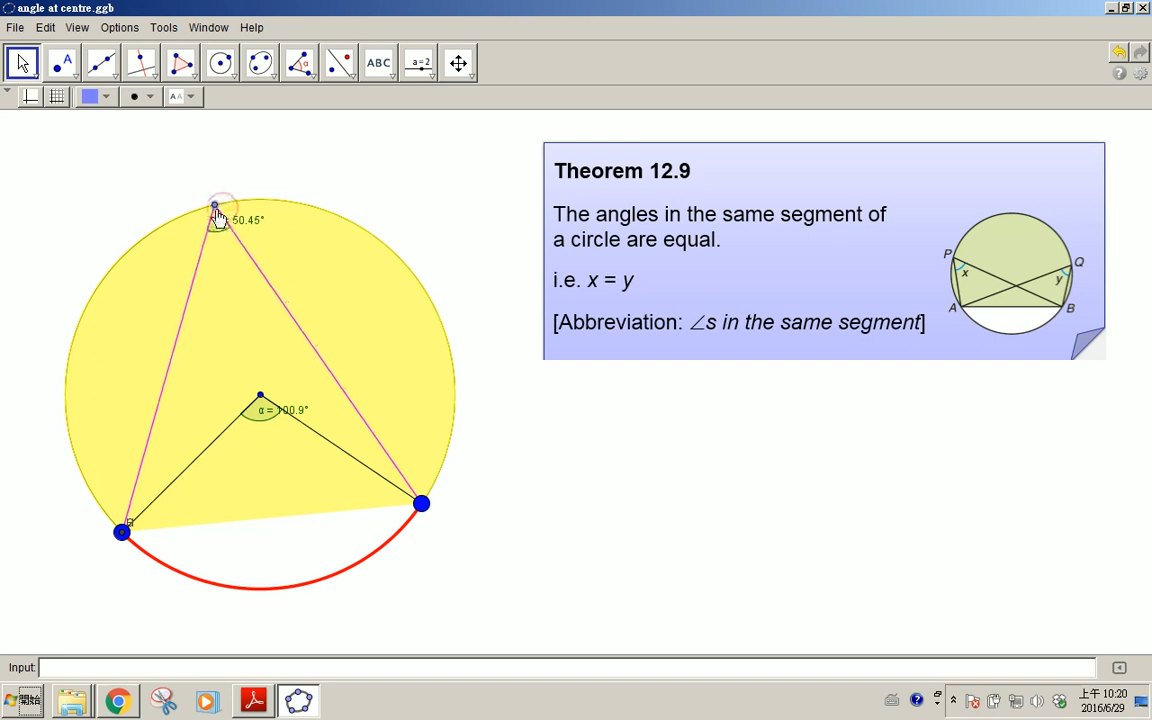 angle at centre.ggb
File Edit View Options Tools Window Help
A
α
ABC
a=2
A A
50.45°
α = 100.9°
Theorem 12.9
The angles in the same segment of
a circle are equal.
i.e. x = y
[Abbreviation: ∠s in the same segment]
P
Q
x
y
A
B
Input:
開始
上午 10:20
2016/6/29